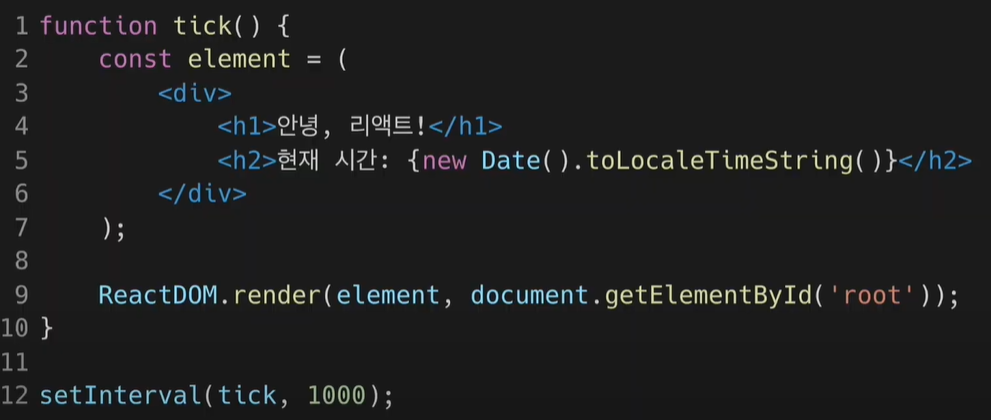 1 function tick() {
2     const element = (
3         <div>
4             <h1>안녕, 리액트!</h1>
5             <h2>현재 시간: {new Date().toLocaleTimeString()}</h2>
6         </div>
7     );
8
9     ReactDOM.render(element, document.getElementById('root'));
10 }
11
12 setInterval(tick, 1000);